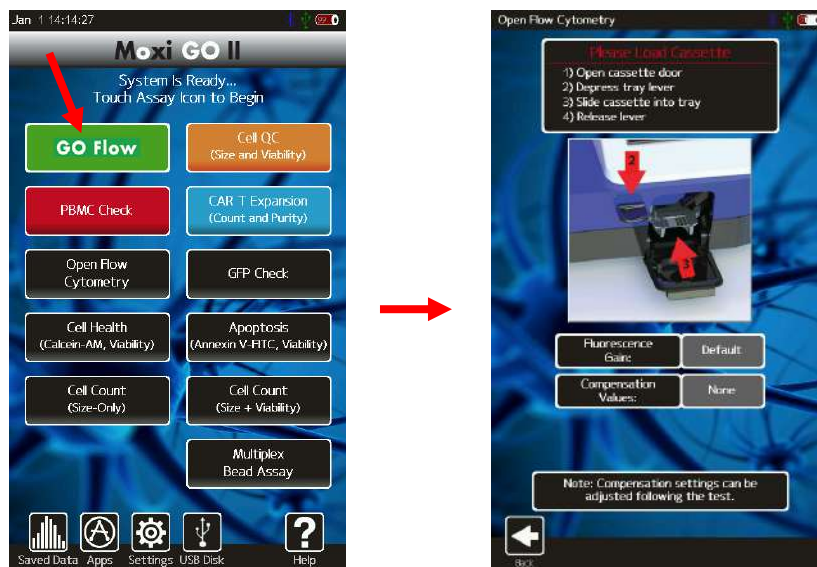 Jan 1 14:14:27
Moxi GO II
System Is Ready...
Touch Assay Icon to Begin
GO Flow
Cell QC
(Size and Viability)
PBMC Check
CAR T Expansion
(Count and Purity)
Open Flow
Cytometry
GFP Check
Cell Health
(Calcein-AM, Viability)
Apoptosis
(Annexin V-FITC, Viability)
Cell Count
(Size-Only)
Cell Count
(Size + Viability)
Multiplex
Bead Assay
Saved Data Apps Settings USB Disk Help
Open Flow Cytometry
Please Load Cassette
1) Open cassette door
2) Depress tray lever
3) Slide cassette into tray
4) Release lever
2
3
Fluorescence
Gain:
Default
Compensation
Values:
None
Note: Compensation settings can be
adjusted following the test.
Back